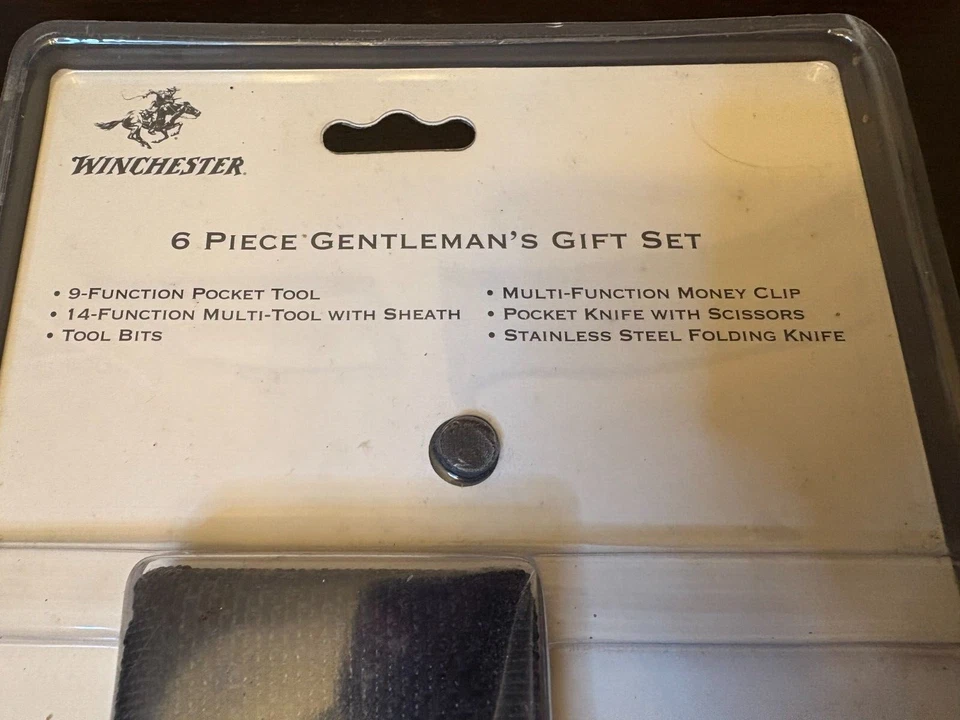 WINCHESTER
6 PIECE GENTLEMAN'S GIFT SET
• 9-FUNCTION POCKET TOOL
• 14-FUNCTION MULTI-TOOL WITH SHEATH
• TOOL BITS
• MULTI-FUNCTION MONEY CLIP
• POCKET KNIFE WITH SCISSORS
• STAINLESS STEEL FOLDING KNIFE